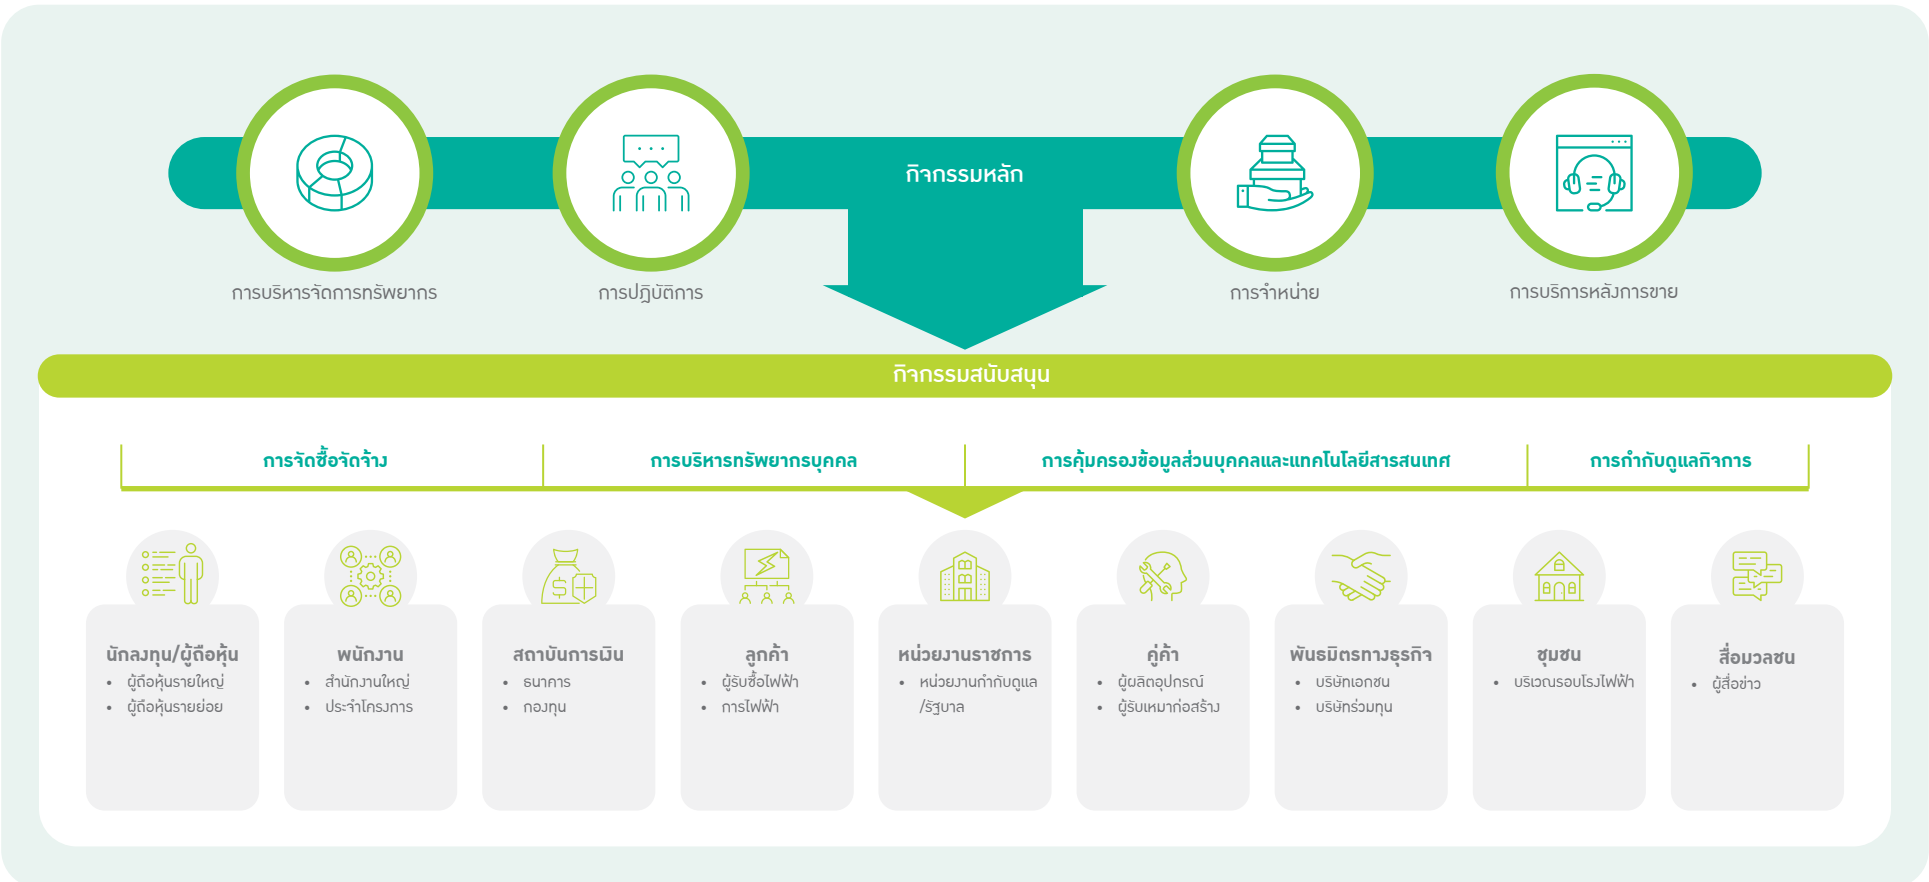 กิจกรรมหลัก
การบริหารจัดการทรัพยากร
การปฏิบัติการ
การจำหน่าย
การบริการหลังการขาย
กิจกรรมสนับสนุน
การจัดซื้อจัดจ้าง
การบริหารทรัพยากรบุคคล
การคุ้มครองข้อมูลส่วนบุคคลและแทคโนโลยีสารสนเทศ
การกำกับดูแลกิจการ
นักลงทุน/ผู้ถือหุ้น
• ผู้ถือหุ้นรายใหญ่
• ผู้ถือหุ้นรายย่อย
พนักงาน
• สำนักงานใหญ่
• ประจำโครงการ
สถาบันการเงิน
• ธนาคาร
• กองทุน
ลูกค้า
• ผู้รับซื้อไฟฟ้า
• การไฟฟ้า
หน่วยงานราชการ
• หน่วยงานกำกับดูแล
/รัฐบาล
คู่ค้า
• ผู้ผลิตอุปกรณ์
• ผู้รับเหมาก่อสร้าง
พันธมิตรทางธุรกิจ
• บริษัทเอกชน
• บริษัทร่วมทุน
ชุมชน
• บริเวณรอบโรงไฟฟ้า
สื่อมวลชน
• ผู้สื่อข่าว